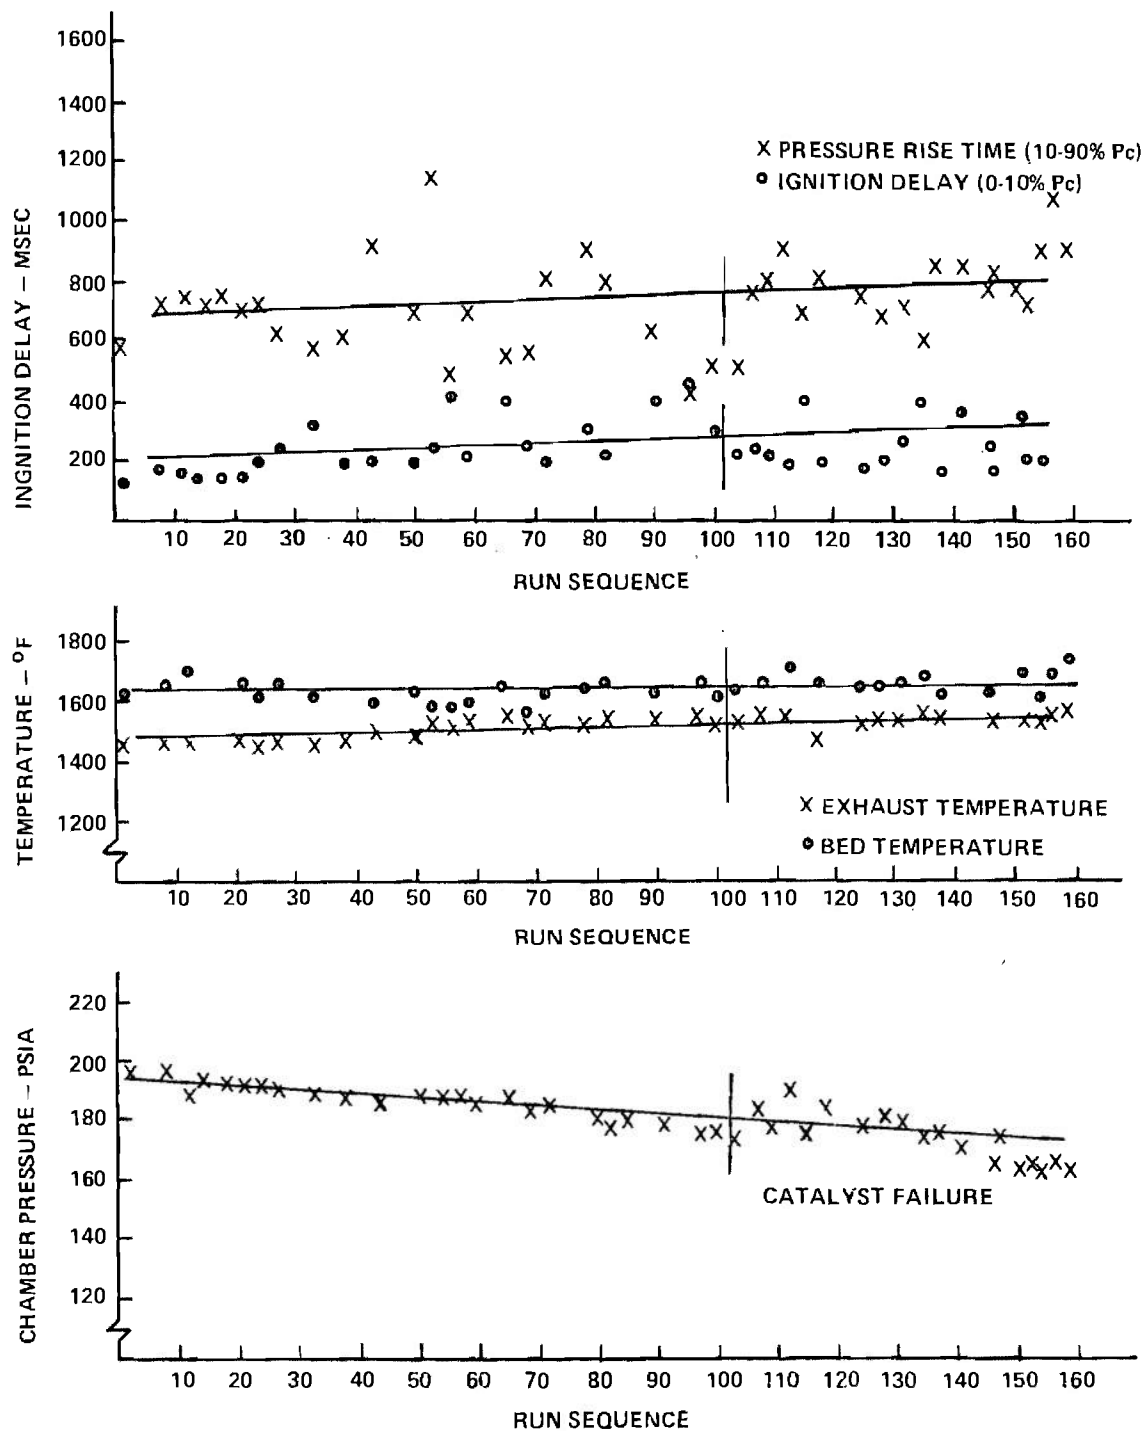 1600
1400
1200
1000
800
600
400
200
INGNITION DELAY – MSEC
X PRESSURE RISE TIME (10-90% Pc)
IGNITION DELAY (0-10% Pc)
10 20 30 40 50 60 70 80 90 100 110 120 130 140 150 160
RUN SEQUENCE
1800
1600
1400
1200
TEMPERATURE – °F
X EXHAUST TEMPERATURE
BED TEMPERATURE
10 20 30 40 50 60 70 80 90 100 110 120 130 140 150 160
RUN SEQUENCE
220
200
180
160
140
120
CHAMBER PRESSURE – PSIA
CATALYST FAILURE
10 20 30 40 50 60 70 80 90 100 110 120 130 140 150 160
RUN SEQUENCE